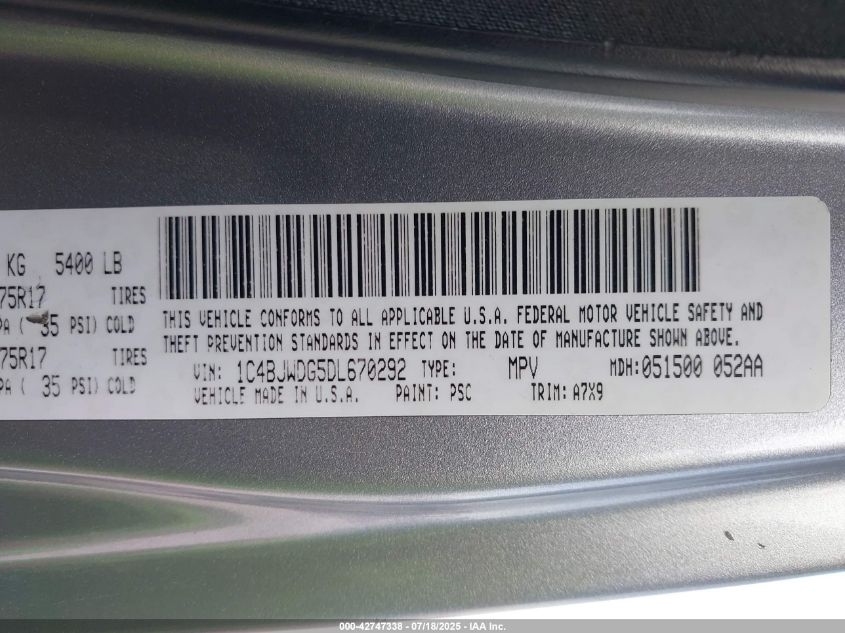 KG 5400 LB
75R17 TIRES
PA ( 35 PSI) COLD
75R17 TIRES
PA ( 35 PSI) COLD
THIS VEHICLE CONFORMS TO ALL APPLICABLE U.S.A. FEDERAL MOTOR VEHICLE SAFETY AND
THEFT PREVENTION STANDARDS IN EFFECT ON THE DATE OF MANUFACTURE SHOWN ABOVE.
VIN: 1C4BJWDG5DL670292 TYPE: MPV MDH:051500 052AA
VEHICLE MADE IN U.S.A. PAINT: PSC TRIM: A7X9
000-42747338 - 07/18/2025 - IAA Inc.